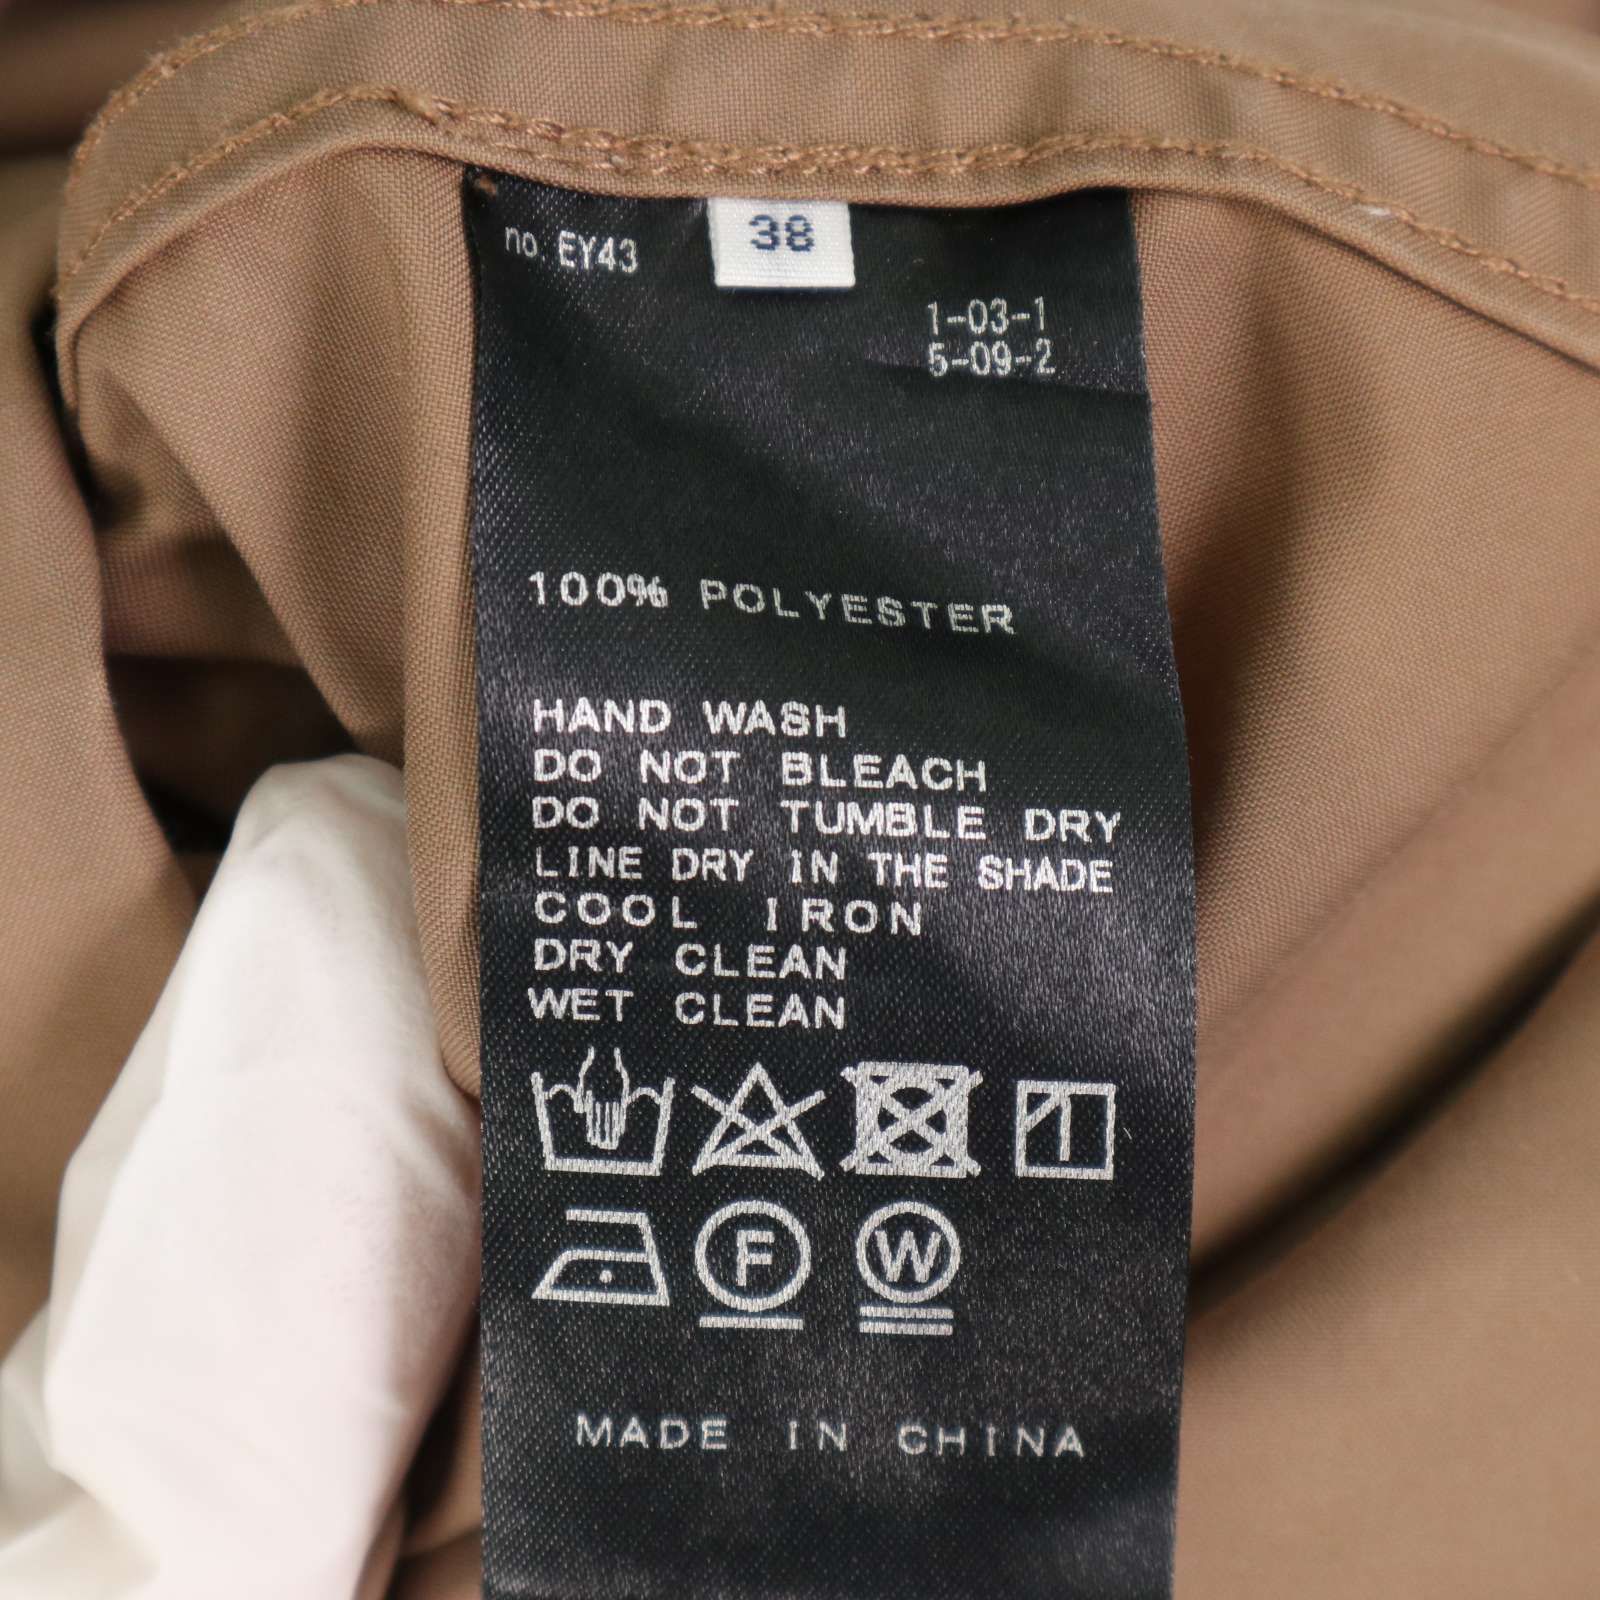 38
no. EY43
1-03-1
5-09-2
100% POLYESTER
HAND WASH
DO NOT BLEACH
DO NOT TUMBLE DRY
LINE DRY IN THE SHADE
COOL IRON
DRY CLEAN
WET CLEAN
F W
MADE IN CHINA